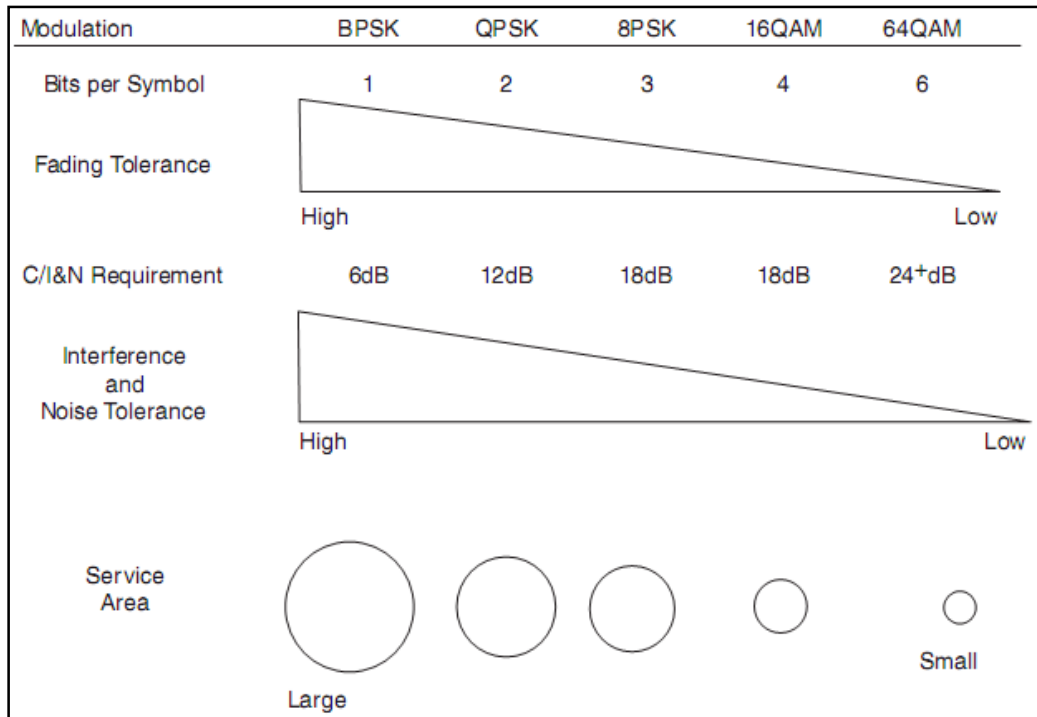 Modulation BPSK QPSK 8PSK 16QAM 64QAM
Bits per Symbol 1 2 3 4 6
Fading Tolerance
High Low
C/I&N Requirement 6dB 12dB 18dB 18dB 24+dB
Interference
and
Noise Tolerance
High Low
Service
Area
Small
Large